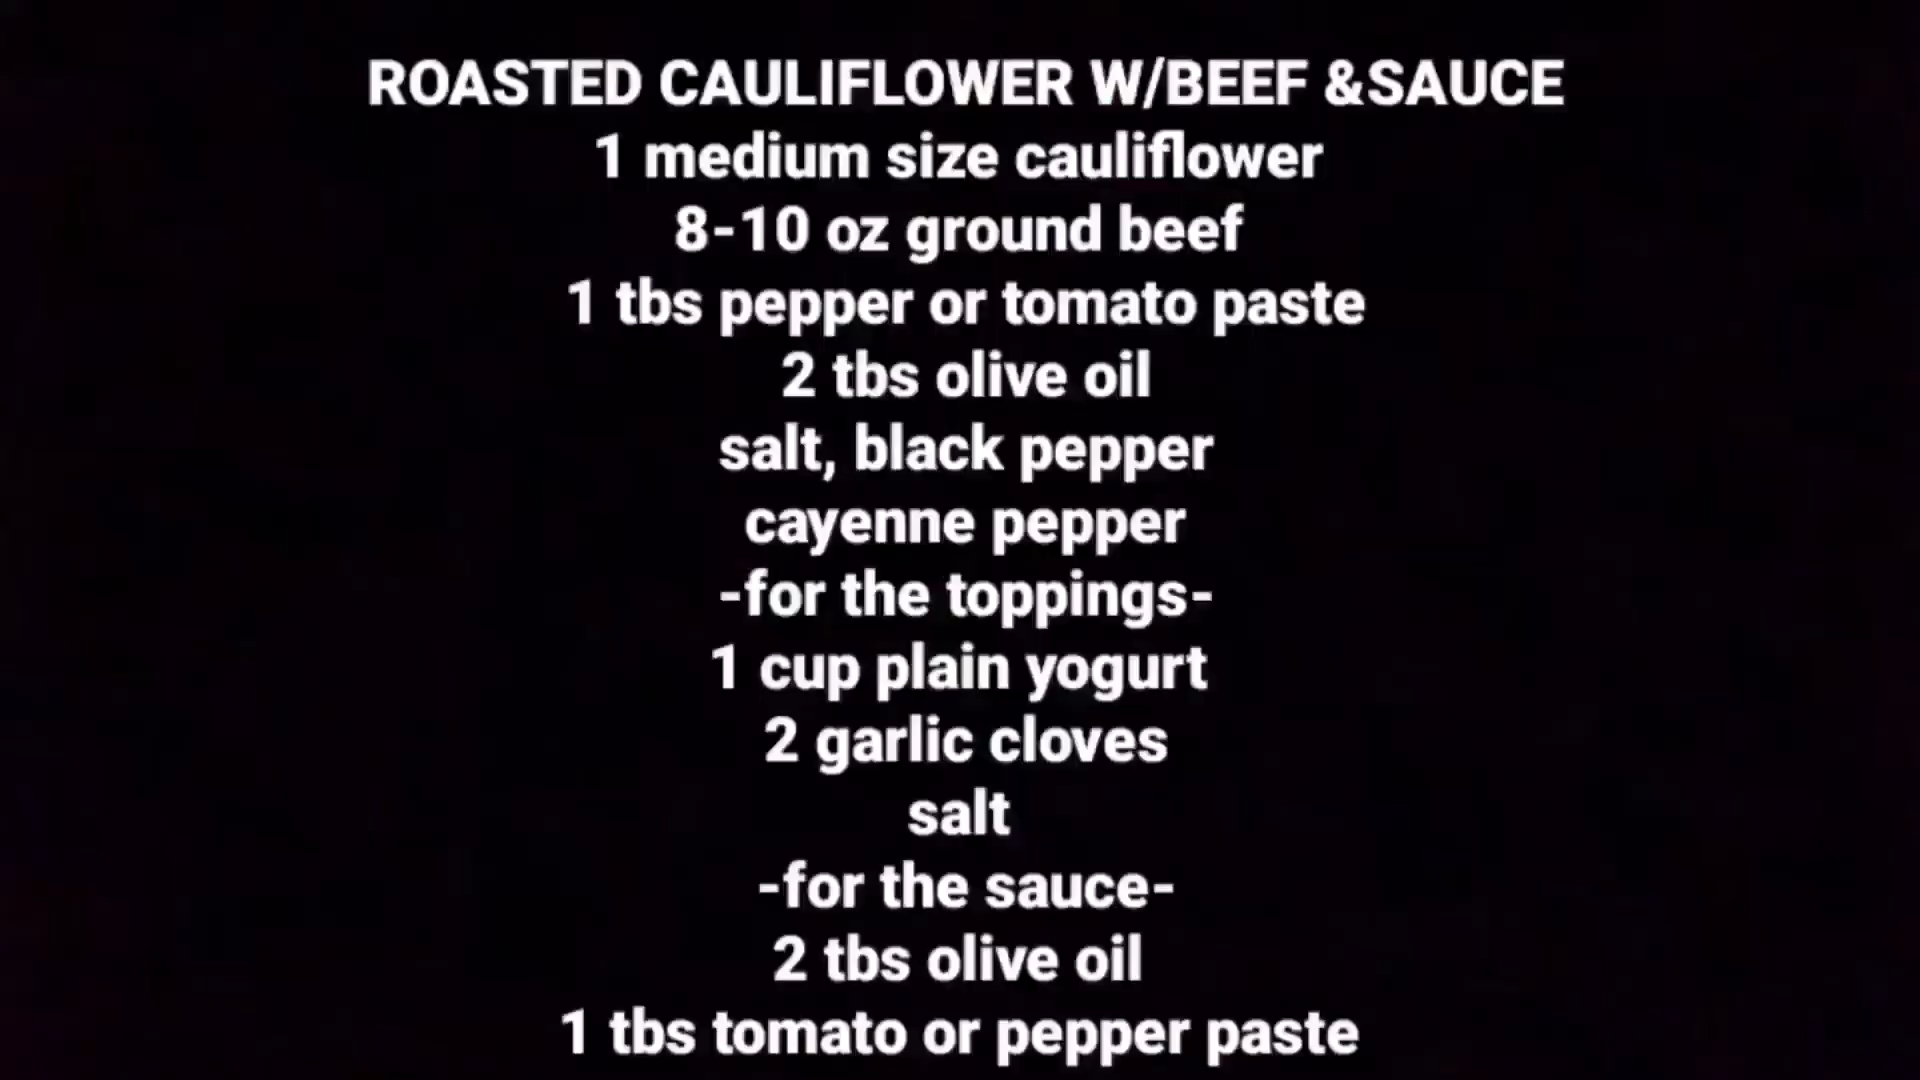 ROASTED CAULIFLOWER W/BEEF &SAUCE
1 medium size cauliflower
8-10 oz ground beef
1 tbs pepper or tomato paste
2 tbs olive oil
salt, black pepper
cayenne pepper
-for the toppings-
1 cup plain yogurt
2 garlic cloves
salt
-for the sauce-
2 tbs olive oil
1 tbs tomato or pepper paste